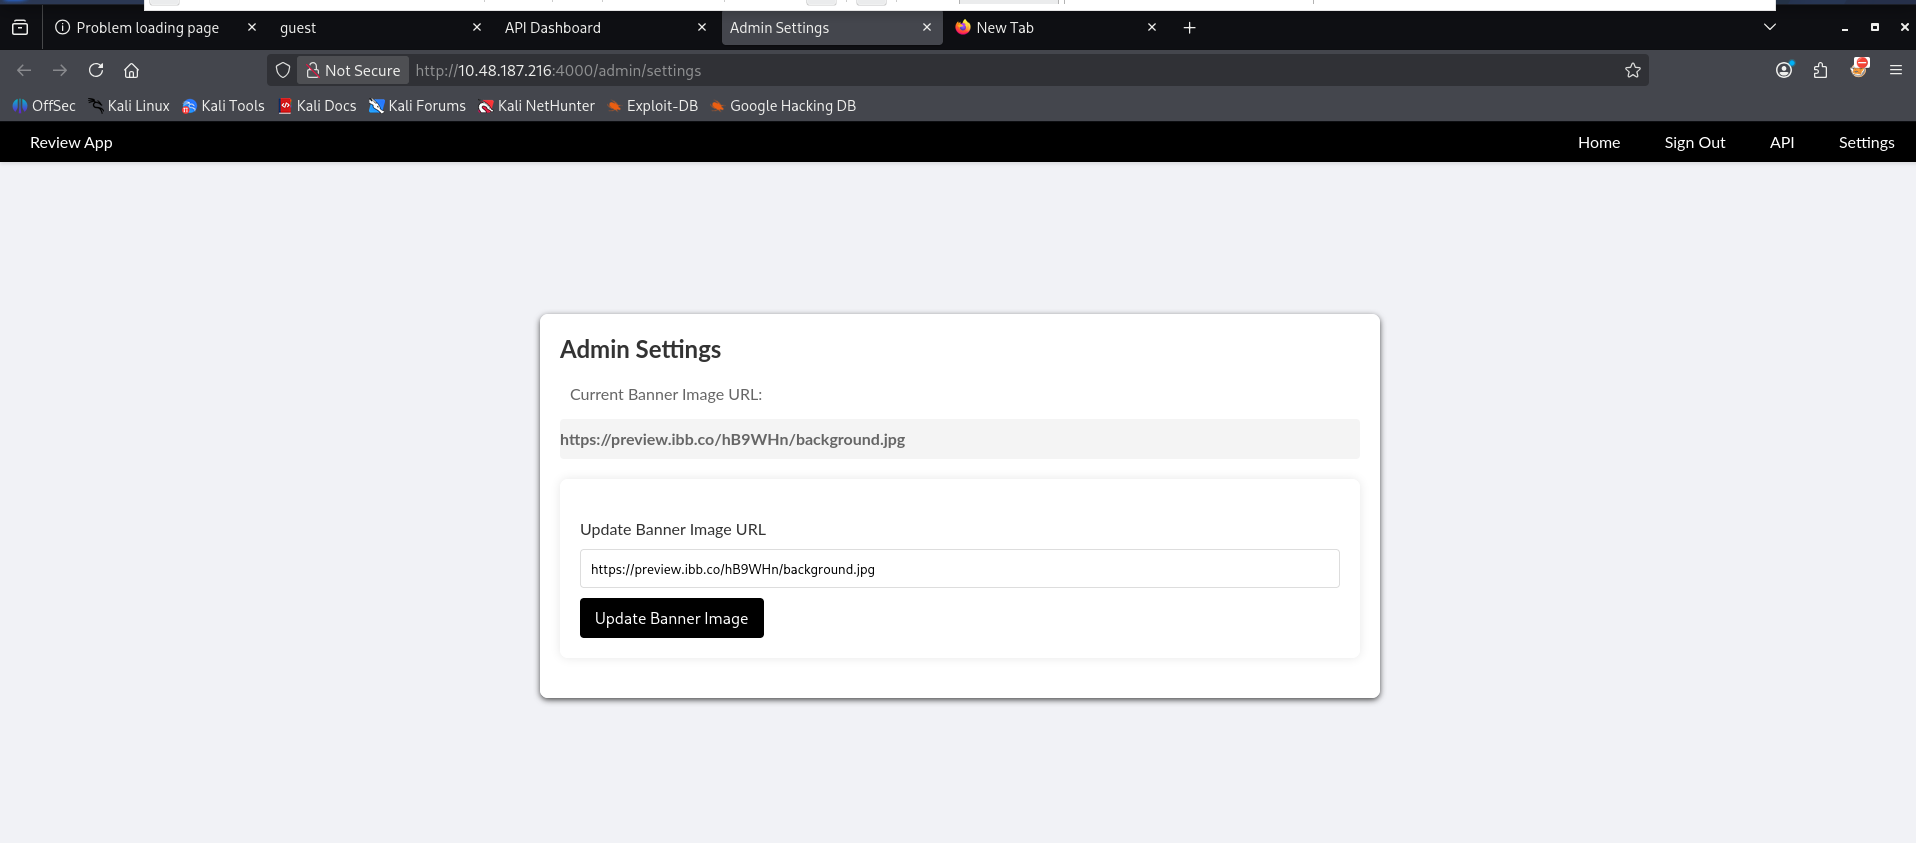 Problem loading page
guest
API Dashboard
Admin Settings
New Tab
Not Secure
http://10.48.187.216:4000/admin/settings
OffSec
Kali Linux
Kali Tools
Kali Docs
Kali Forums
Kali NetHunter
Exploit-DB
Google Hacking DB
Review App
Home
Sign Out
API
Settings
Admin Settings
Current Banner Image URL:
https://preview.ibb.co/hB9WHn/background.jpg
Update Banner Image URL
https://preview.ibb.co/hB9WHn/background.jpg
Update Banner Image